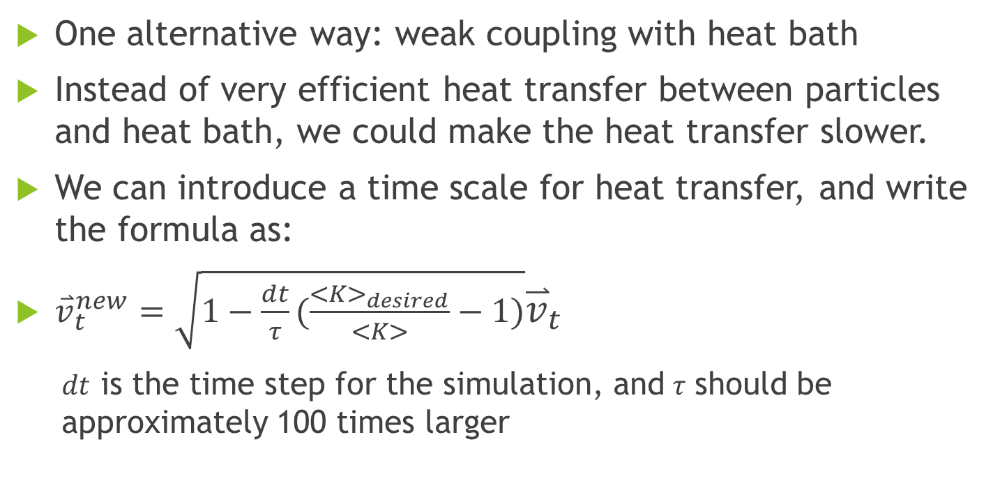 One alternative way: weak coupling with heat bath
Instead of very efficient heat transfer between particles
and heat bath, we could make the heat transfer slower.
We can introduce a time scale for heat transfer, and write
the formula as:
$\vec{v}_t^{new} = \sqrt{1 - \frac{dt}{\tau}(\frac{<K>_{desired}}{<K>} - 1)}\vec{v}_t$
dt is the time step for the simulation, and τ should be
approximately 100 times larger